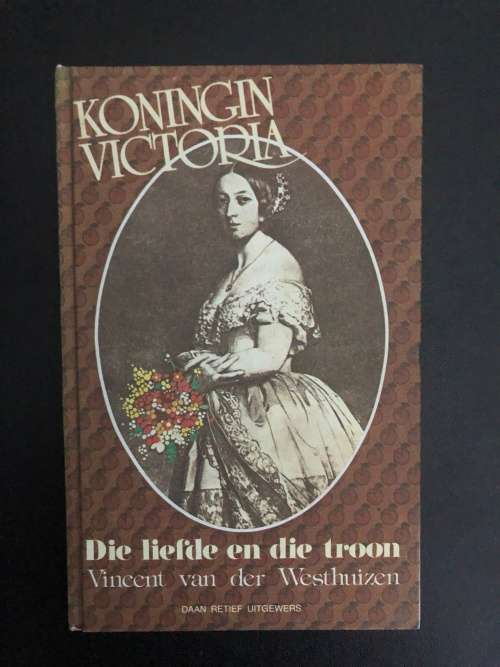 KONINGIN
VICTORIA
Die liefde en die troon
Vincent van der Westhuizen
DAAN RETIEF UITGEWERS